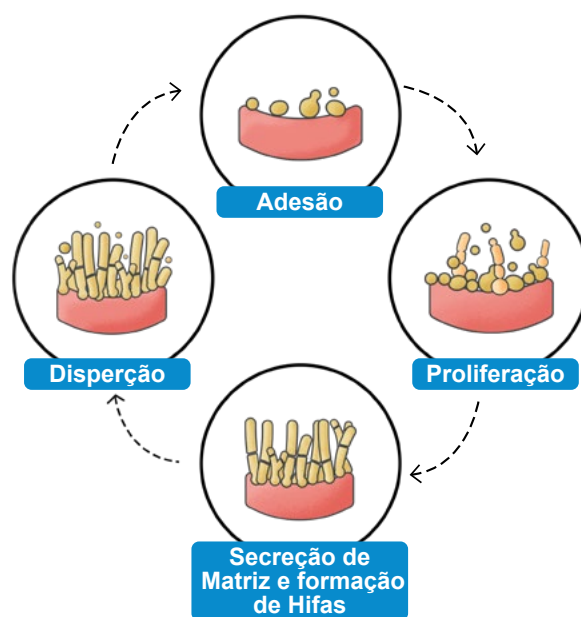 Adesão
Proliferação
Secreção de
Matriz e formação
de Hifas
Disperção